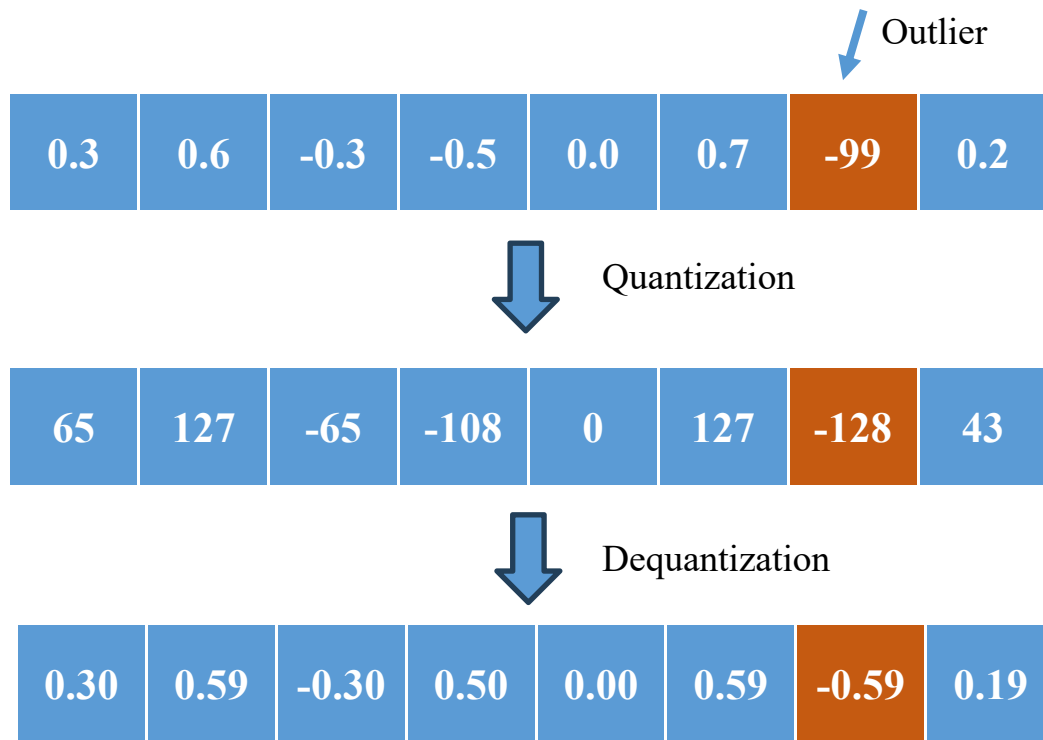 Outlier
0.3 0.6 -0.3 -0.5 0.0 0.7 -99 0.2
Quantization
65 127 -65 -108 0 127 -128 43
Dequantization
0.30 0.59 -0.30 0.50 0.00 0.59 -0.59 0.19